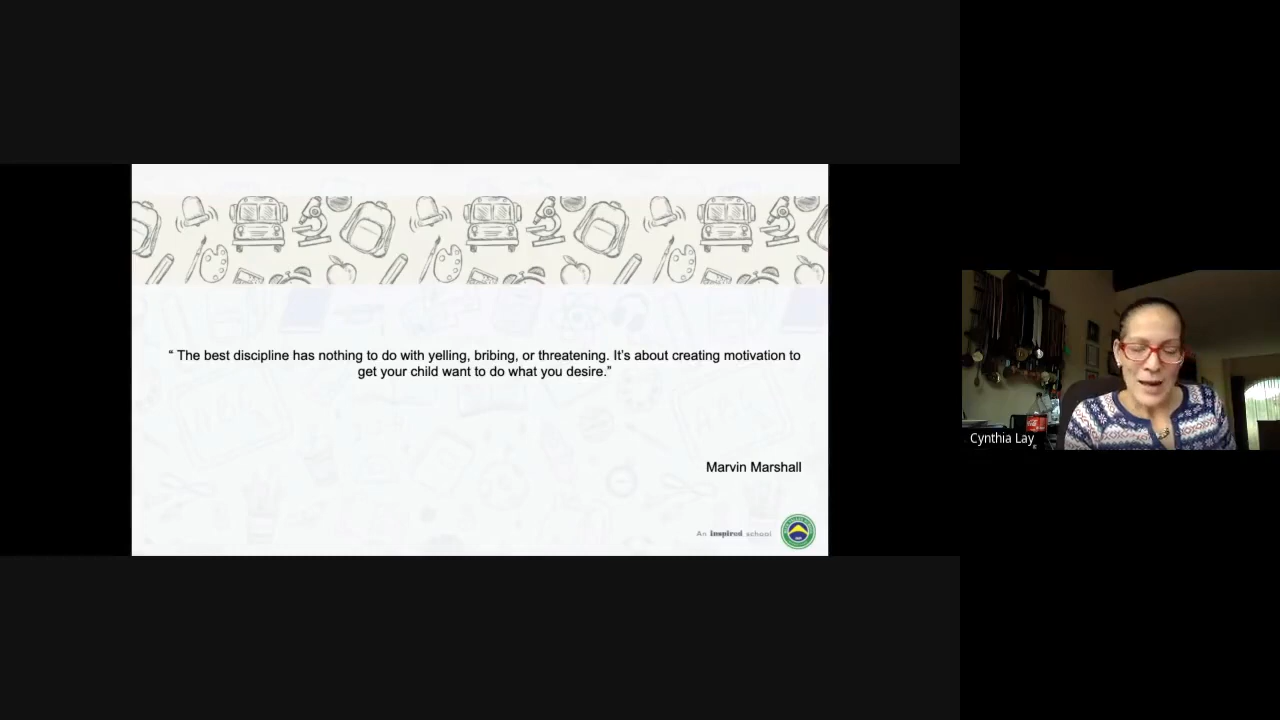 “ The best discipline has nothing to do with yelling, bribing, or threatening. It’s about creating motivation to
get your child want to do what you desire.”
Marvin Marshall
An inspired school
Cynthia Lay